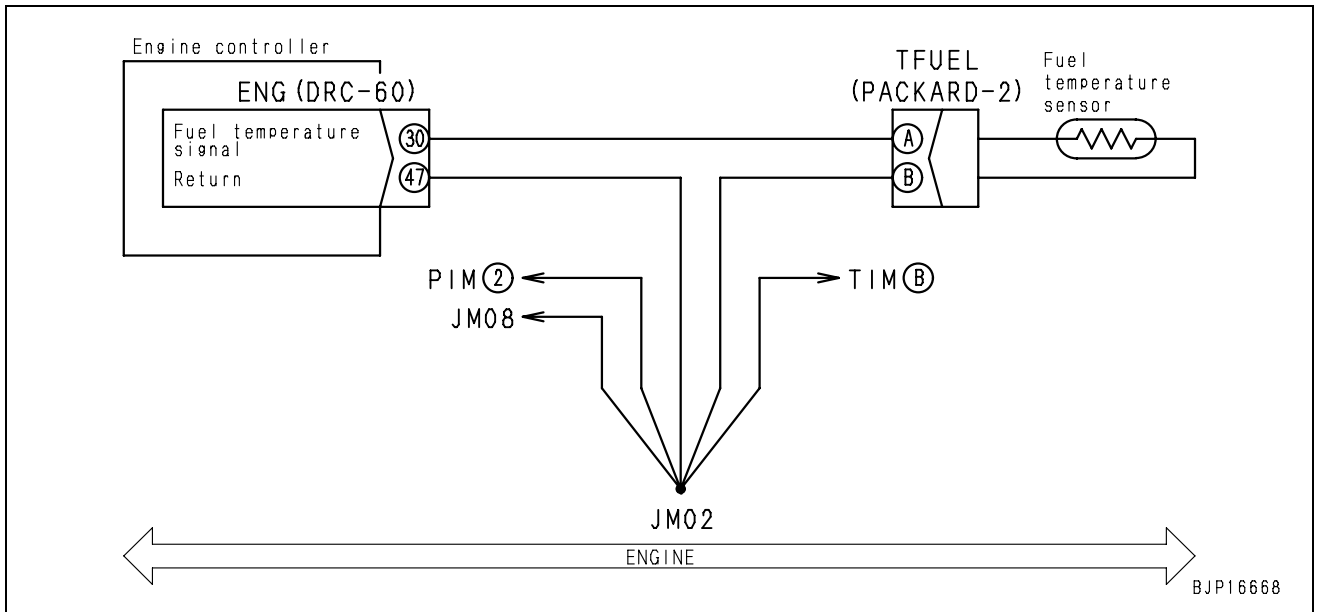 Engine controller
ENG (DRC-60)
Fuel temperature
signal
Return
30
47
TFUEL
(PACKARD-2)
A
B
Fuel
temperature
sensor
PIM 2
JM08
TIM B
JM02
ENGINE
BJP16668